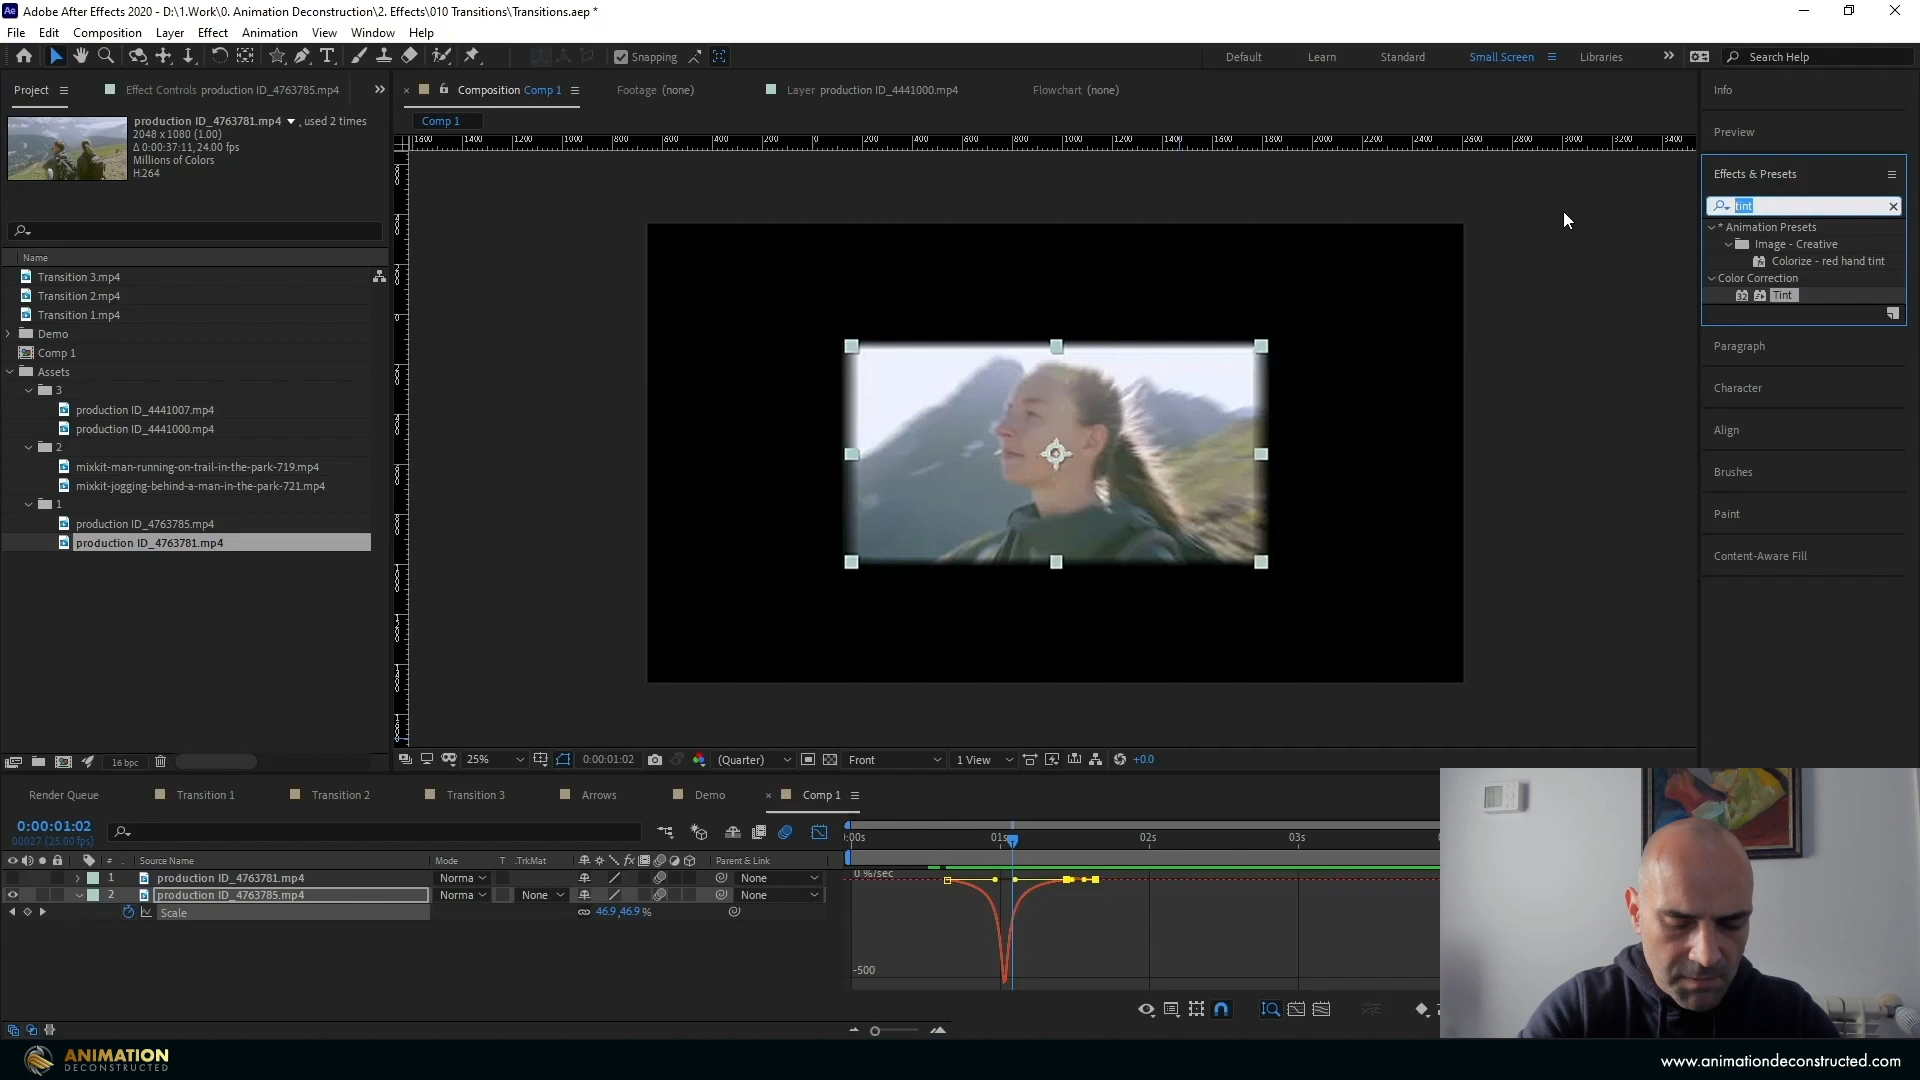 Adobe After Effects 2020 - D:\1.Work\0. Animation Deconstruction\2. Effects\010 Transitions\Transitions.aep *
File Edit Composition Layer Effect Animation View Window Help
Snapping Default Learn Standard Small Screen Libraries Search Help
Project Effect Controls production ID_4763785.mp4 Composition Comp 1 Footage (none) Layer production ID_4441000.mp4 Flowchart (none) Info
production ID_4763781.mp4 , used 2 times
2048 x 1080 (1.00)
Δ 0:00:37:11, 24.00 fps
Millions of Colors
H.264
Comp 1
Preview
Effects & Presets
tint
* Animation Presets
Image - Creative
Colorize - red hand tint
Color Correction
32 Tint
Paragraph
Character
Align
Brushes
Paint
Content-Aware Fill
Name
Transition 3.mp4
Transition 2.mp4
Transition 1.mp4
Demo
Comp 1
Assets
3
production ID_4441007.mp4
production ID_4441000.mp4
2
mixkit-man-running-on-trail-in-the-park-719.mp4
mixkit-jogging-behind-a-man-in-the-park-721.mp4
1
production ID_4763785.mp4
production ID_4763781.mp4
16 bpc 25% 0:00:01:02 (Quarter) Front 1 View +0.0
Render Queue Transition 1 Transition 2 Transition 3 Arrows Demo Comp 1
0:00:01:02
00027 (25.00 fps)
:00s 01s 02s 03s
# Source Name Mode T .TrkMat fx Parent & Link
1 production ID_4763781.mp4 Norma None
2 production ID_4763785.mp4 Norma None None
Scale 46.9,46.9 %
0 %/sec
-500
ANIMATION
DECONSTRUCTED
www.animationdeconstructed.com